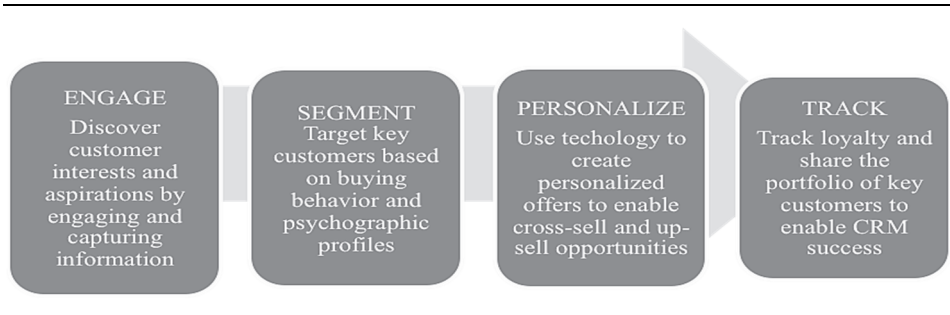 ENGAGE
Discover
customer
interests and
aspirations by
engaging and
capturing
information
SEGMENT
Target key
customers based
on buying
behavior and
psychographic
profiles
PERSONALIZE
Use techology to
create
personalized
offers to enable
cross-sell and up-
sell opportunities
TRACK
Track loyalty and
share the
portfolio of key
customers to
enable CRM
success